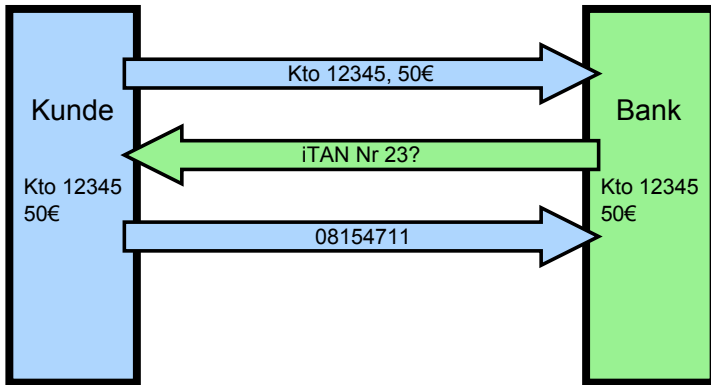 Kto 12345, 50€
Kunde
Bank
iTAN Nr 23?
Kto 12345
50€
Kto 12345
50€
08154711